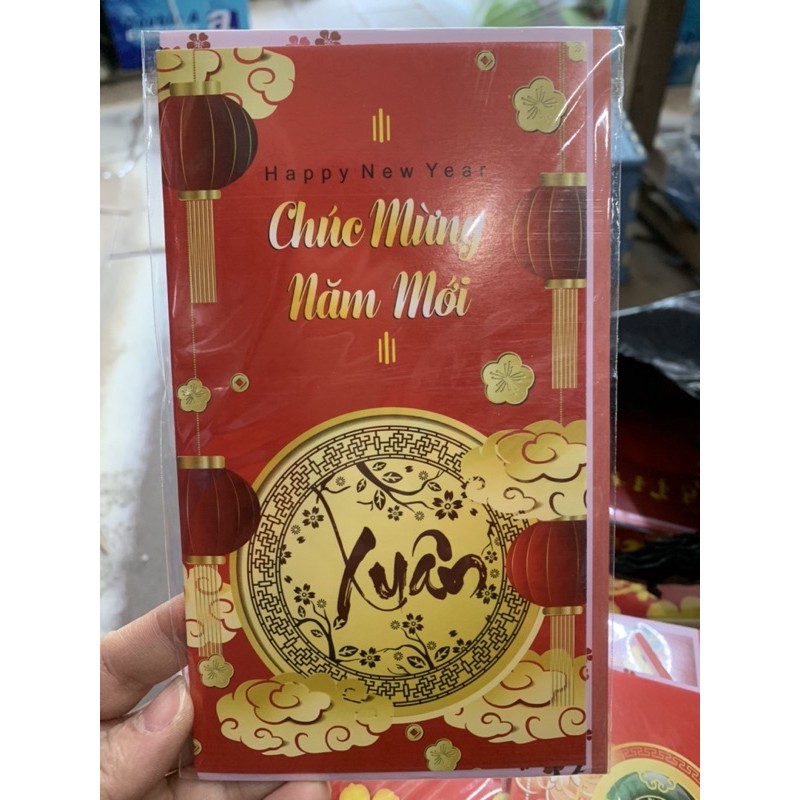 Happy New Year
Chúc Mừng
Năm Mới
Xuân